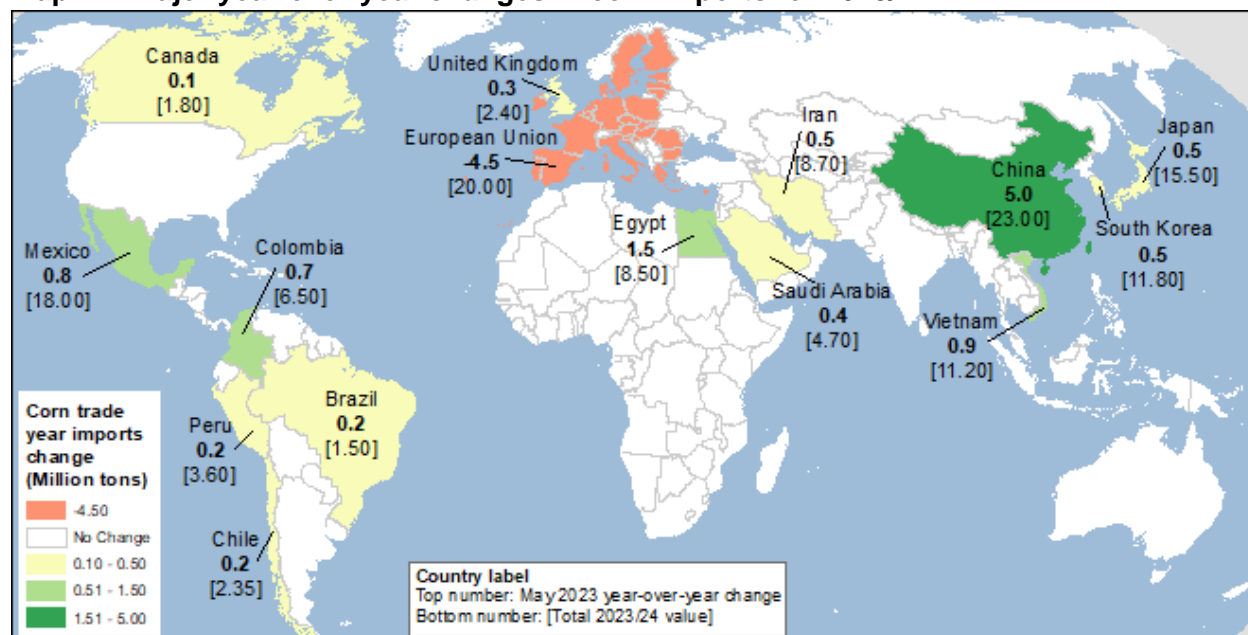 Canada
0.1
[1.80]
United Kingdom
0.3
[2.40]
European Union
-4.5
[20.00]
Iran
0.5
[8.70]
Japan
0.5
[15.50]
China
5.0
[23.00]
South Korea
0.5
[11.80]
Egypt
1.5
[8.50]
Saudi Arabia
0.4
[4.70]
Vietnam
0.9
[11.20]
Mexico
0.8
[18.00]
Colombia
0.7
[6.50]
Brazil
0.2
[1.50]
Peru
0.2
[3.60]
Chile
0.2
[2.35]
Corn trade
year imports
change
(Million tons)
-4.50
No Change
0.10 - 0.50
0.51 - 1.50
1.51 - 5.00
Country label
Top number: May 2023 year-over-year change
Bottom number: [Total 2023/24 value]